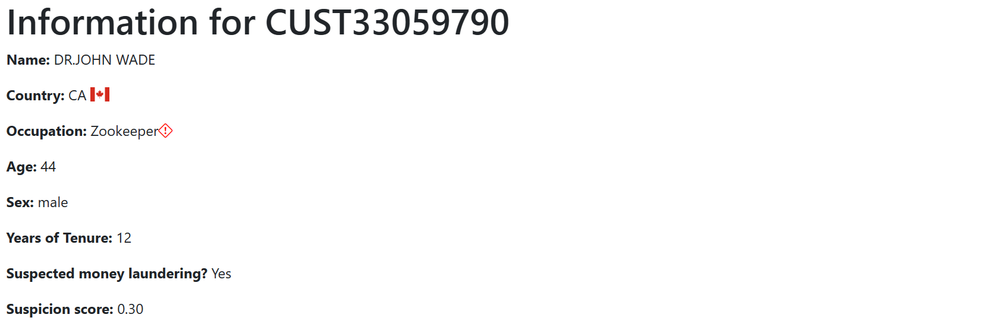 Information for CUST33059790
Name: DR.JOHN WADE
Country: CA
Occupation: Zookeeper
Age: 44
Sex: male
Years of Tenure: 12
Suspected money laundering? Yes
Suspicion score: 0.30